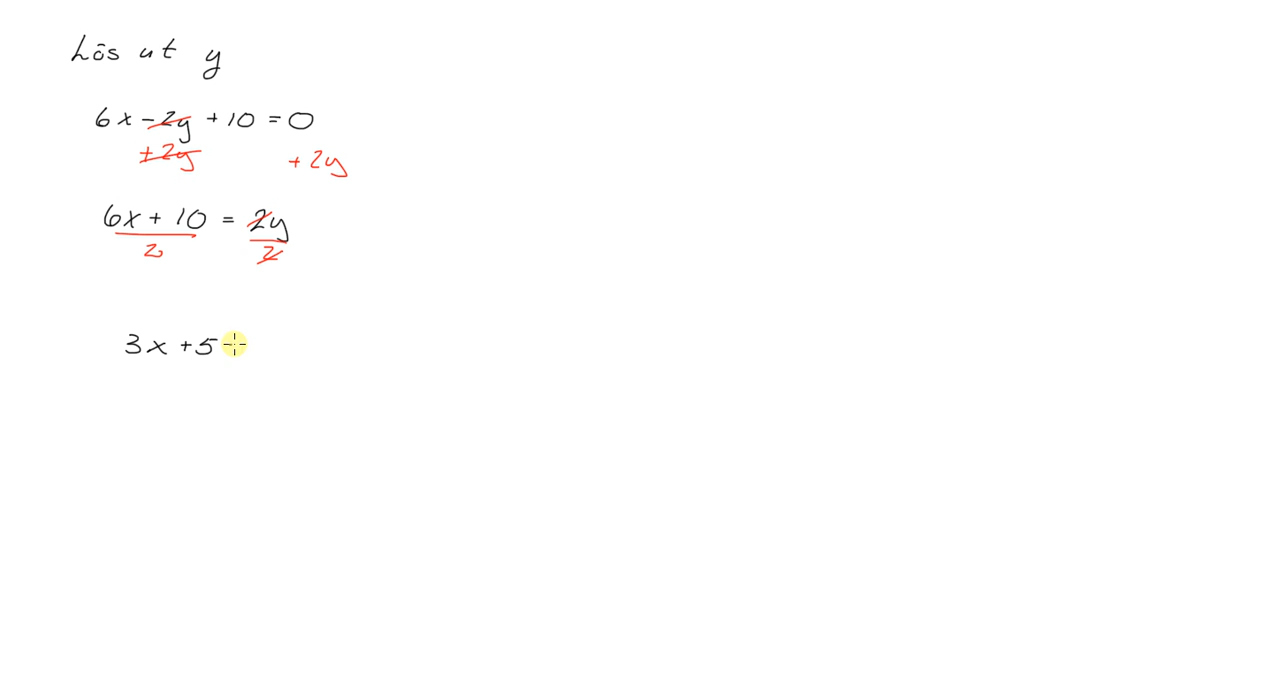 Lös ut y
6x - 2y + 10 = 0
+ 2y + 2y
6x + 10 = 2y
2 2
3x + 5